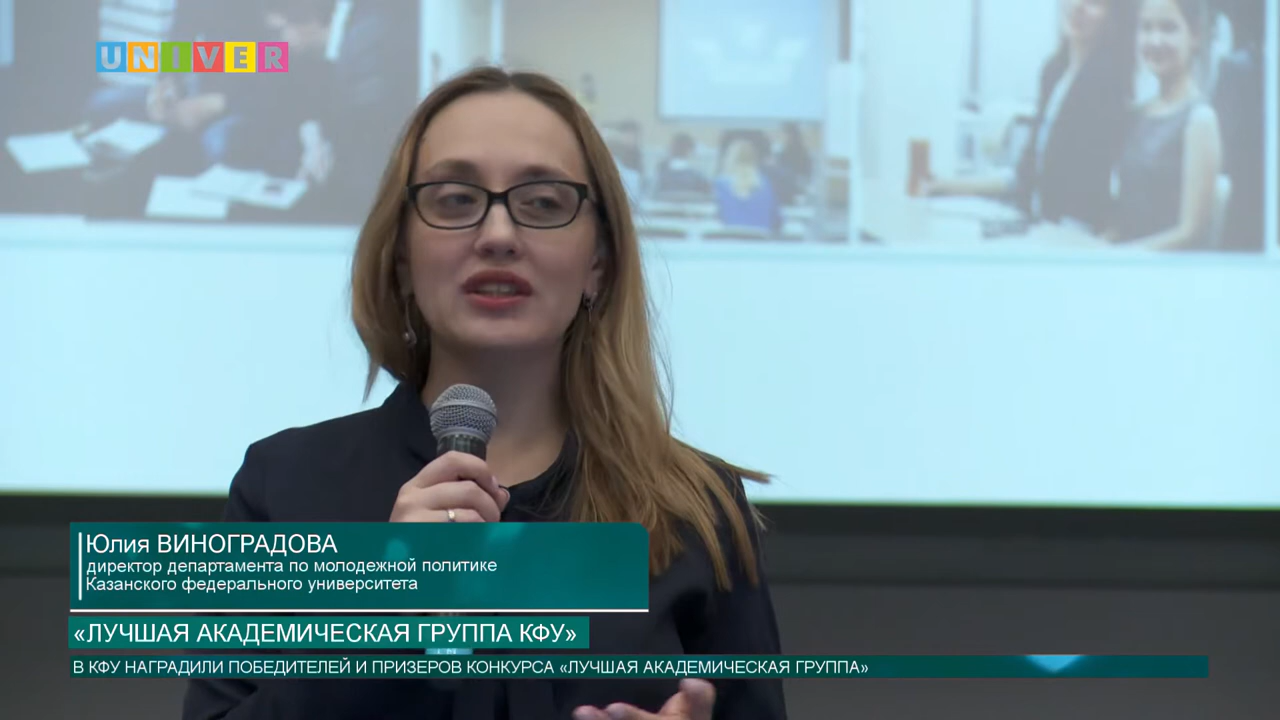 UNIVER
Юлия ВИНОГРАДОВА
директор департамента по молодежной политике
Казанского федерального университета
«ЛУЧШАЯ АКАДЕМИЧЕСКАЯ ГРУППА КФУ»
В КФУ НАГРАДИЛИ ПОБЕДИТЕЛЕЙ И ПРИЗЕРОВ КОНКУРСА «ЛУЧШАЯ АКАДЕМИЧЕСКАЯ ГРУППА»